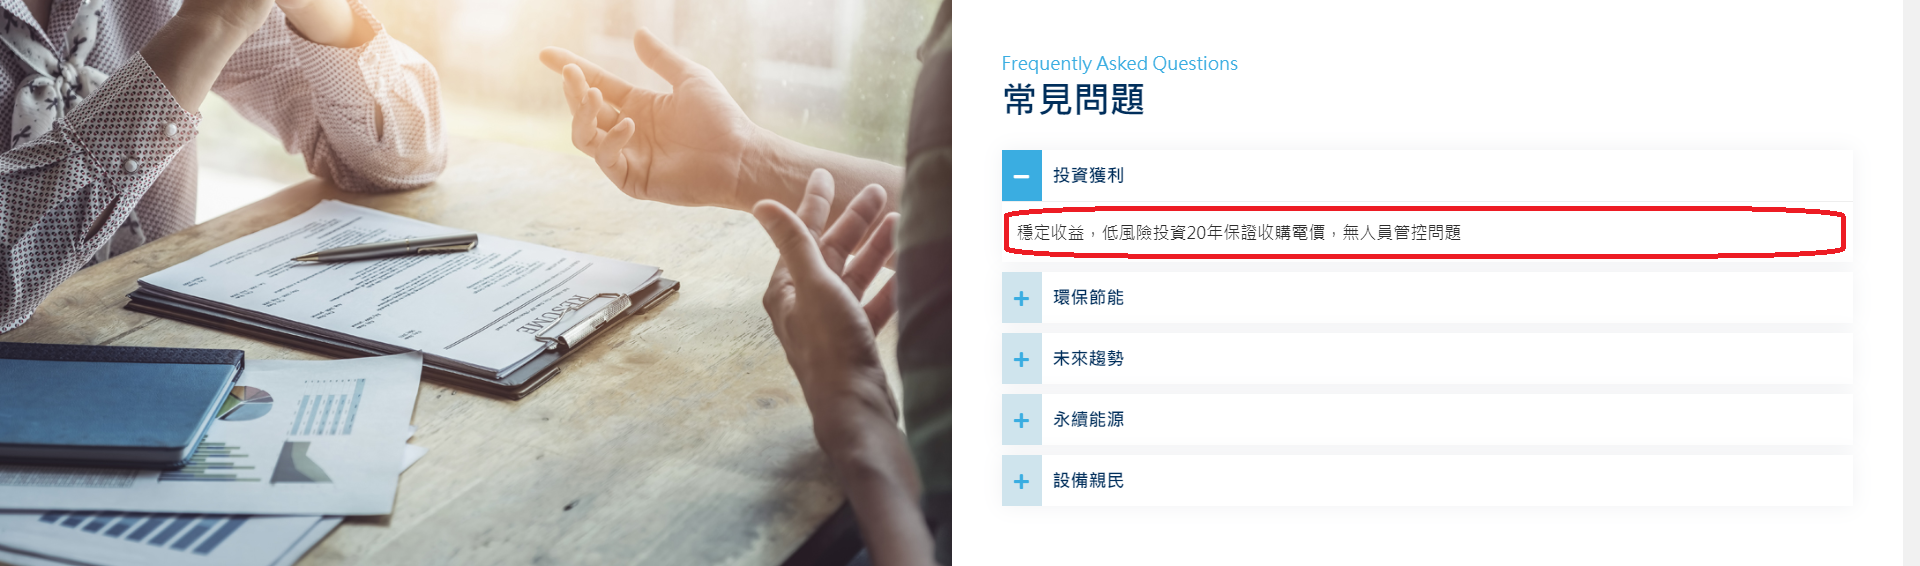 Frequently Asked Questions
常見問題
投資獲利
穩定收益，低風險投資20年保證收購電價，無人員管控問題
環保節能
未來趨勢
永續能源
設備親民
RESUME